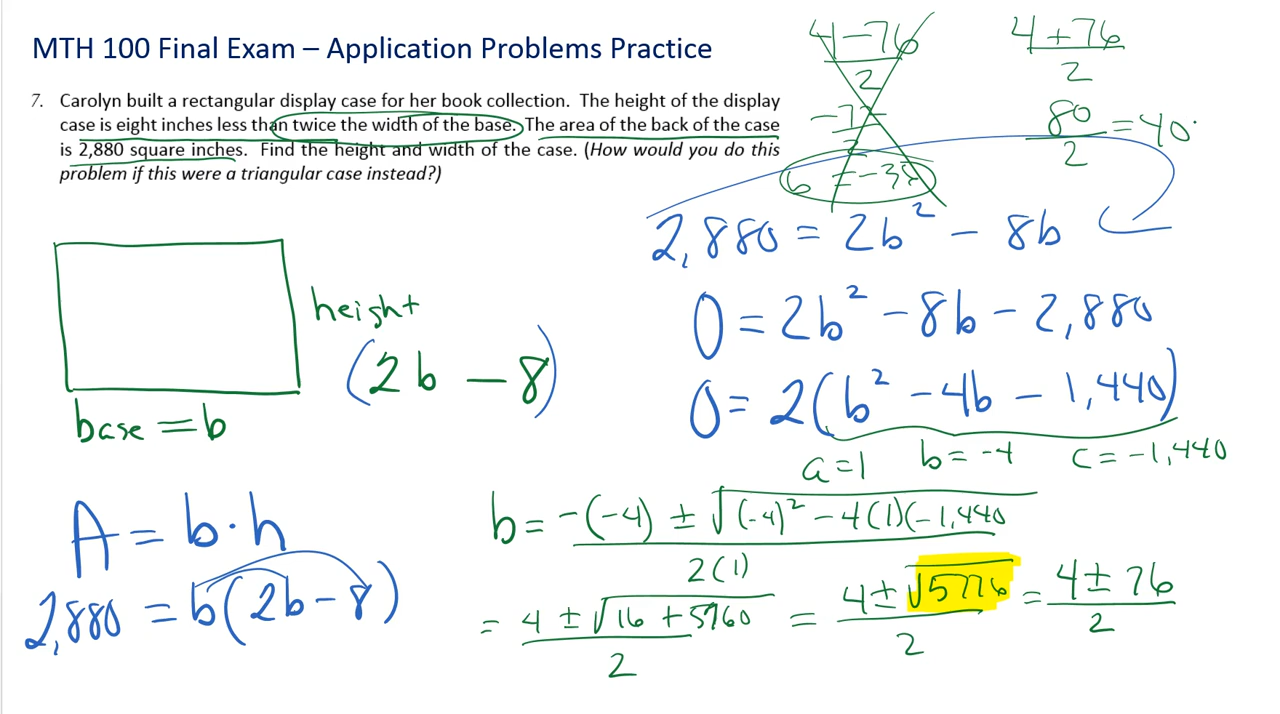 MTH 100 Final Exam – Application Problems Practice
7. Carolyn built a rectangular display case for her book collection. The height of the display
case is eight inches less than twice the width of the base. The area of the back of the case
is 2,880 square inches. Find the height and width of the case. (How would you do this
problem if this were a triangular case instead?)
4 − 76
2
−72
2
b = −36
4 + 76
2
80
2
= 40
height
(2b − 8)
base = b
A = b · h
2,880 = b(2b − 8)
2,880 = 2b² − 8b
0 = 2b² − 8b − 2,880
0 = 2(b² − 4b − 1,440)
a = 1 b = −4 c = −1,440
b = −(−4) ± √(−4)² − 4(1)(−1,440
2(1)
= 4 ± √16 + 5760
2
= 4 ± √5776
2
= 4 ± 76
2